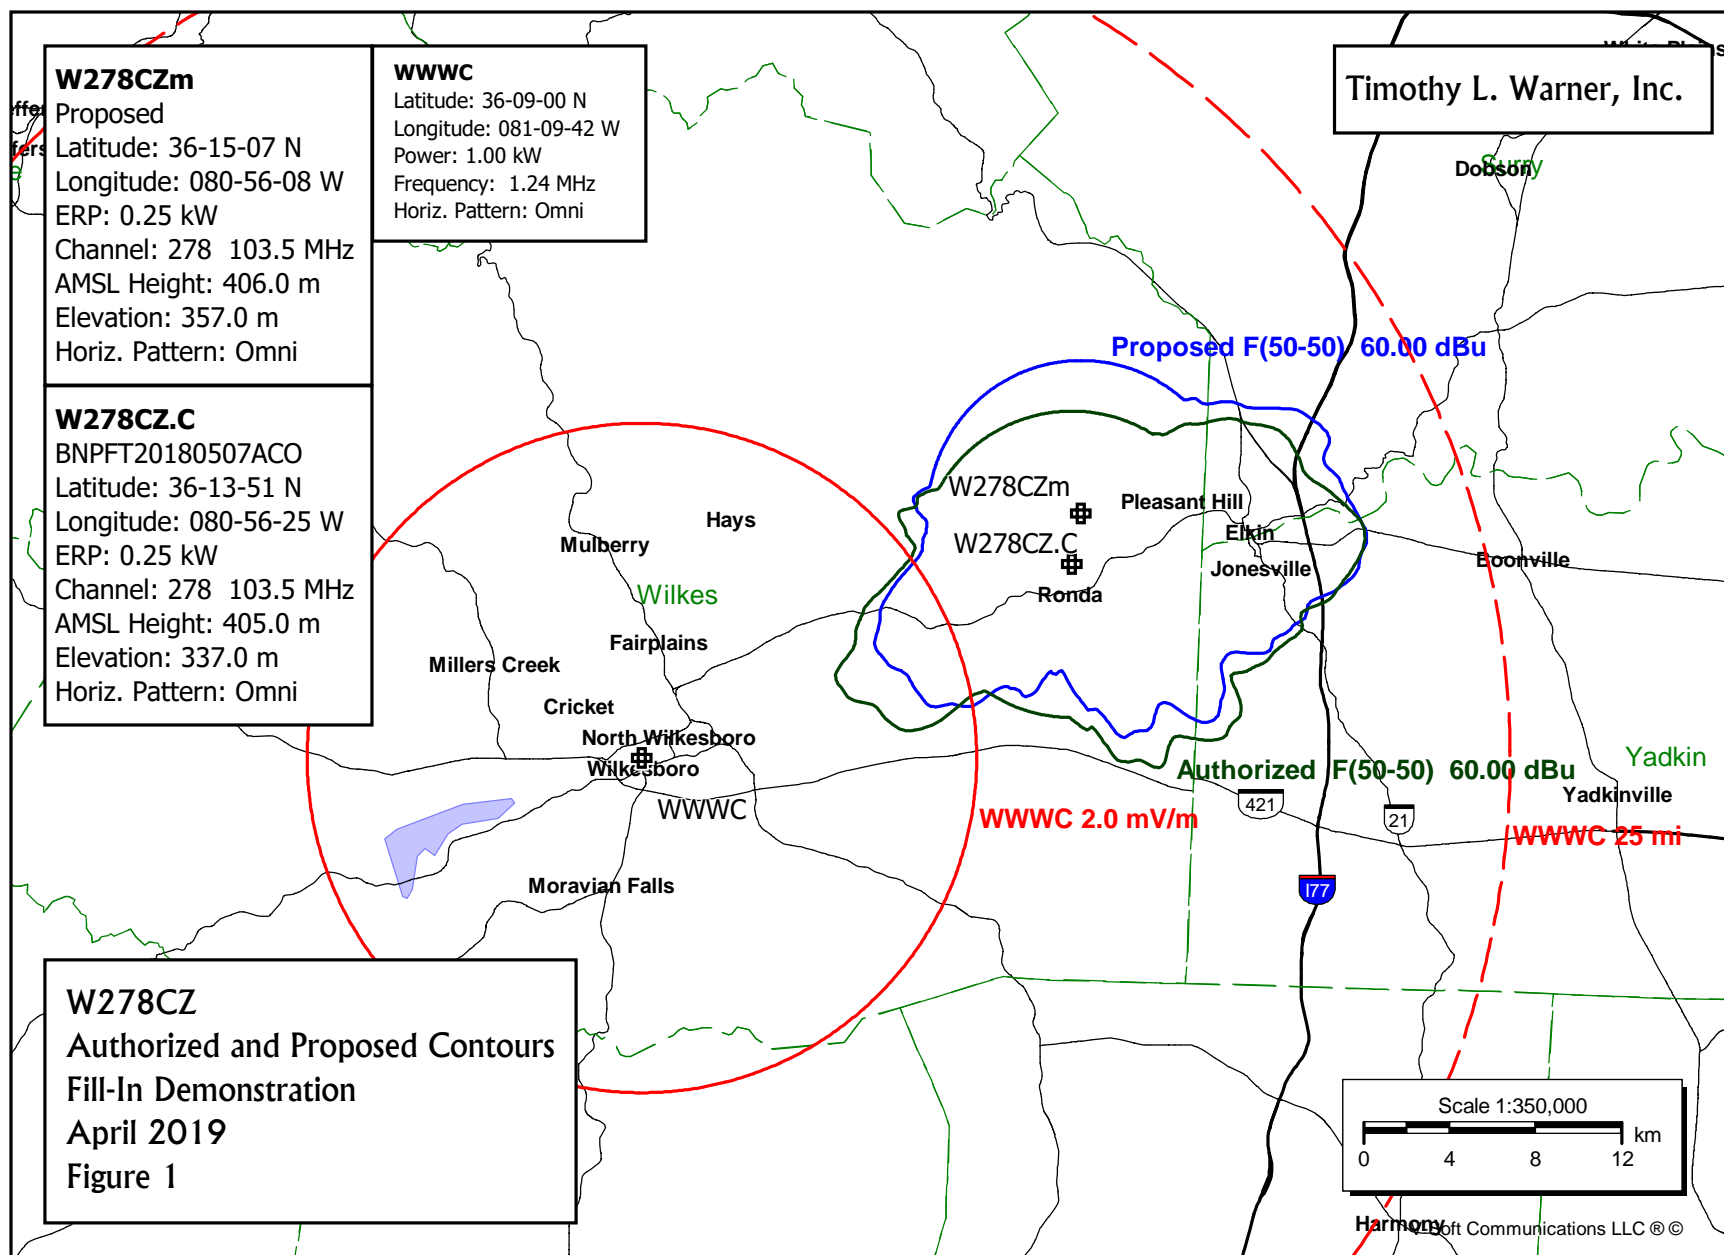 W278CZm
Proposed
Latitude: 36-15-07 N
Longitude: 080-56-08 W
ERP: 0.25 kW
Channel: 278 103.5 MHz
AMSL Height: 406.0 m
Elevation: 357.0 m
Horiz. Pattern: Omni
W278CZ.C
BNPFT20180507ACO
Latitude: 36-13-51 N
Longitude: 080-56-25 W
ERP: 0.25 kW
Channel: 278 103.5 MHz
AMSL Height: 405.0 m
Elevation: 337.0 m
Horiz. Pattern: Omni
WWWC
Latitude: 36-09-00 N
Longitude: 081-09-42 W
Power: 1.00 kW
Frequency: 1.24 MHz
Horiz. Pattern: Omni
Timothy L. Warner, Inc.
Dobson
Surry
Proposed F(50-50) 60.00 dBu
W278CZm
Pleasant Hill
Hays
Elkin
Mulberry
W278CZ.C
Boonville
Jonesville
Wilkes
Ronda
Fairplains
Millers Creek
Cricket
North Wilkesboro
Wilkesboro
WWWC
Authorized F(50-50) 60.00 dBu
Yadkin
Yadkinville
421
21
WWWC 2.0 mV/m
WWWC 25 mi
Moravian Falls
I77
W278CZ
Authorized and Proposed Contours
Fill-In Demonstration
April 2019
Figure 1
Scale 1:350,000
km
0 4 8 12
Harmony
V-Soft Communications LLC ® ©